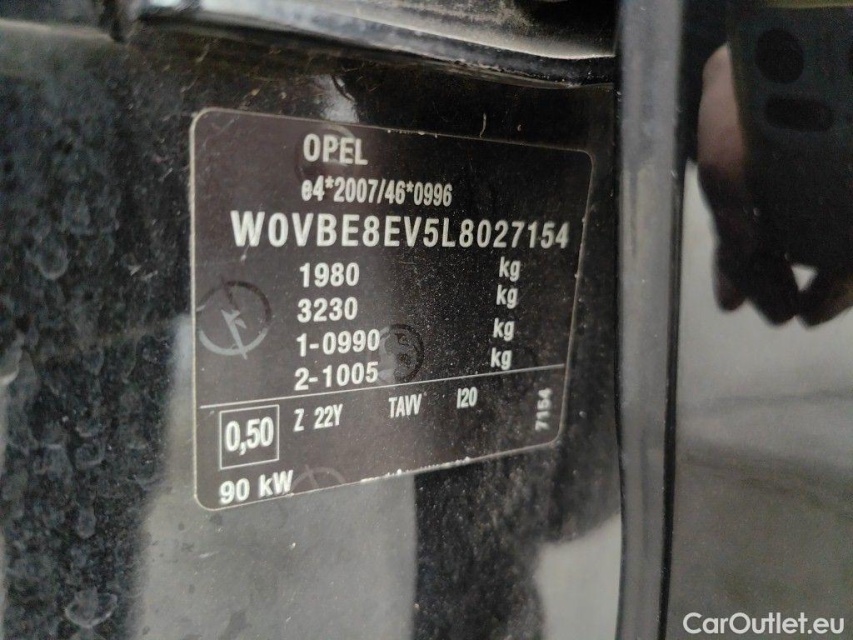 OPEL
e4*2007/46*0996
W0VBE8EV5L8027154
1980 kg
3230 kg
1-0990 kg
2-1005 kg
0,50 Z 22Y TAVV I20 7154
90 kW
CarOutlet.eu